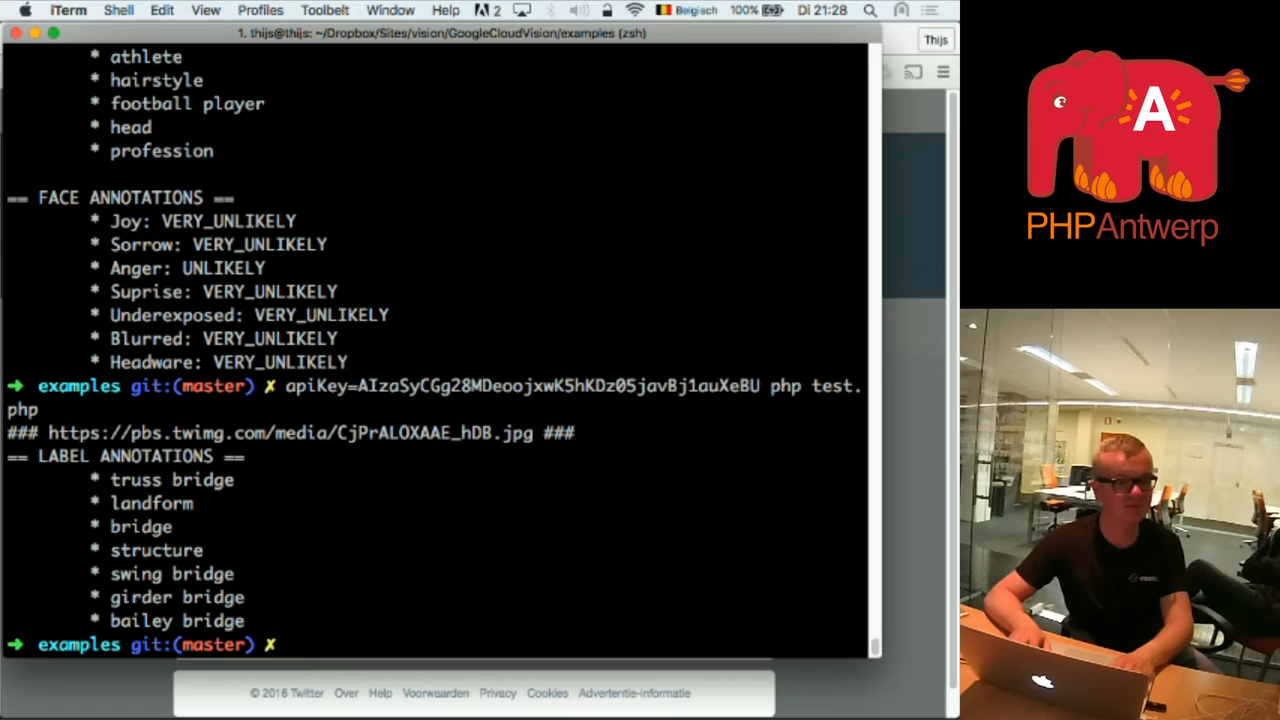 iTerm Shell Edit View Profiles Toolbelt Window Help 2 Belgisch 100% Di 21:28
1. thijs@thijs: ~/Dropbox/Sites/vision/GoogleCloudVision/examples (zsh)
Thijs
* athlete
* hairstyle
* football player
* head
* profession
== FACE ANNOTATIONS ==
* Joy: VERY_UNLIKELY
* Sorrow: VERY_UNLIKELY
* Anger: UNLIKELY
* Suprise: VERY_UNLIKELY
* Underexposed: VERY_UNLIKELY
* Blurred: VERY_UNLIKELY
* Headware: VERY_UNLIKELY
➜ examples git:(master) ✗ apiKey=AIzaSyCGg28MDeoojxwK5hKDz05javBj1auXeBU php test.
php
### https://pbs.twimg.com/media/CjPrALOXAAE_hDB.jpg ###
== LABEL ANNOTATIONS ==
* truss bridge
* landform
* bridge
* structure
* swing bridge
* girder bridge
* bailey bridge
➜ examples git:(master) ✗
© 2016 Twitter Over Help Voorwaarden Privacy Cookies Advertentie-informatie
A
PHPAntwerp